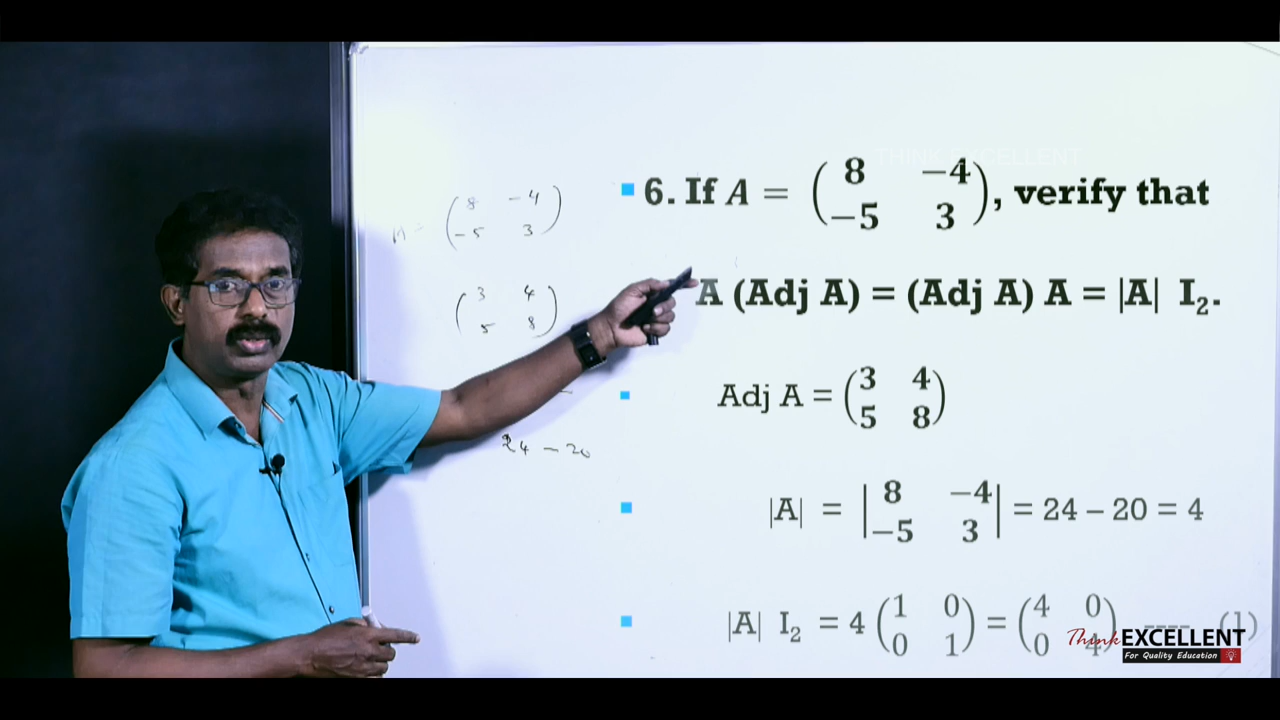 THINK EXCELLENT
6. If A = ( 8 −4
−5 3 ), verify that
A (Adj A) = (Adj A) A = |A| I₂.
Adj A = ( 3 4
5 8 )
|A| = | 8 −4
−5 3 | = 24 – 20 = 4
|A| I₂ = 4 ( 1 0
0 1 ) = ( 4 0
0 4 ) ---- (1)
A = ( 8 -4
-5 3 )
( 3 4
5 8 )
24 - 20
Think EXCELLENT
For Quality Education